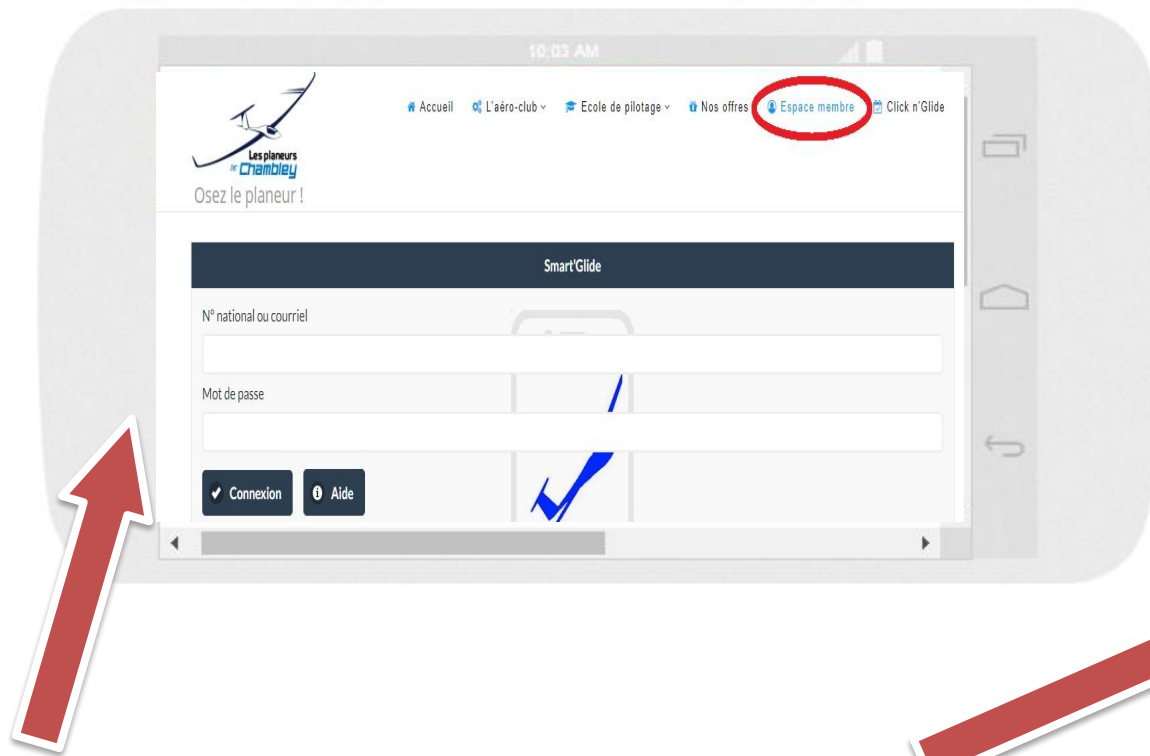 10:03 AM
Accueil L'aéro-club Ecole de pilotage Nos offres Espace membre Click n'Glide
Les planeurs
DE Chambley
Osez le planeur !
Smart'Glide
N° national ou courriel
Mot de passe
Connexion Aide